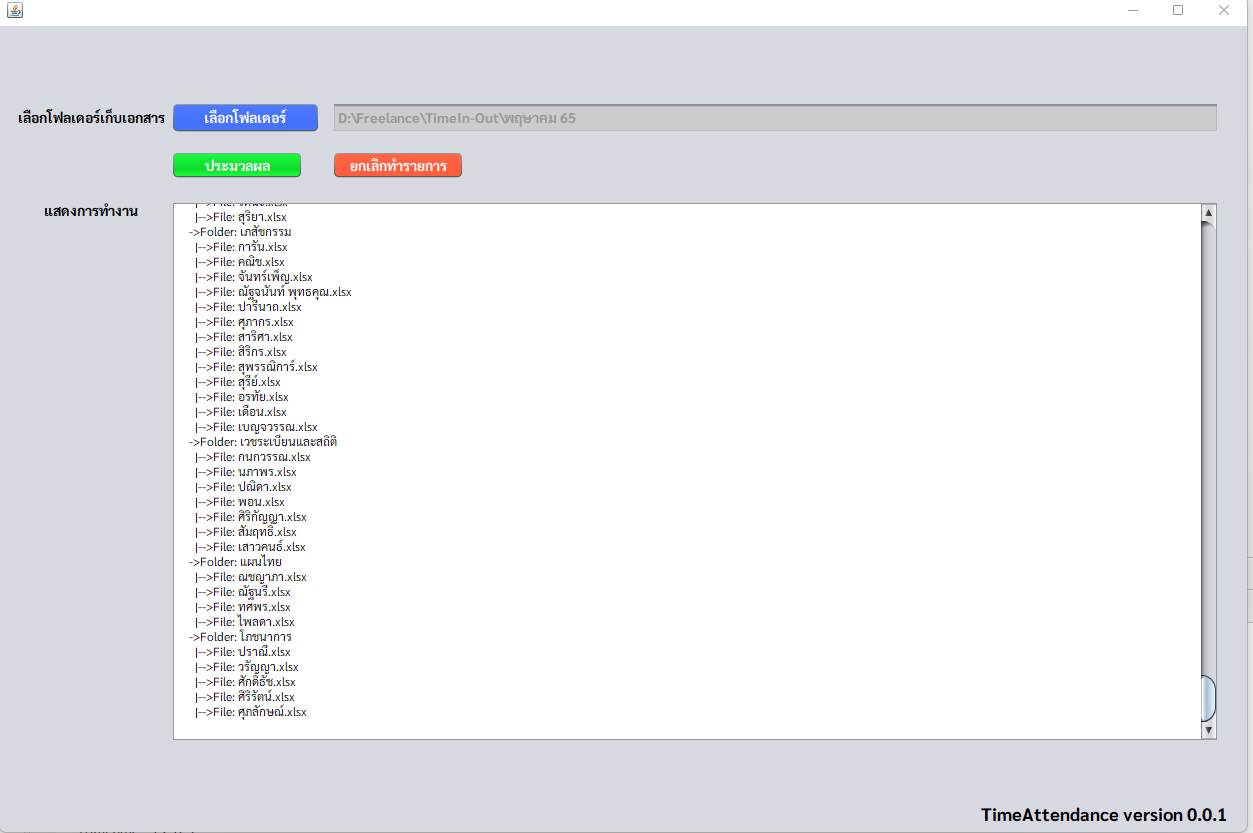 เลือกโฟลเดอร์เก็บเอกสาร เลือกโฟลเดอร์ D:\Freelance\TimeIn-Out\พฤษาคม 65
ประมวลผล ยกเลิกทำรายการ
แสดงการทำงาน
|-->File: สุริยา.xlsx
->Folder: เภสัชกรรม
|-->File: การัน.xlsx
|-->File: คณิช.xlsx
|-->File: จันทร์เพ็ญ.xlsx
|-->File: ณัฐจนันท์ พุทธคุณ.xlsx
|-->File: ปารีนาถ.xlsx
|-->File: ศุภากร.xlsx
|-->File: สาริศา.xlsx
|-->File: สิริกร.xlsx
|-->File: สุพรรณิการ์.xlsx
|-->File: สุรีย์.xlsx
|-->File: อรทัย.xlsx
|-->File: เดือน.xlsx
|-->File: เบญจวรรณ.xlsx
->Folder: เวชระเบียนและสถิติ
|-->File: กนกวรรณ.xlsx
|-->File: นภาพร.xlsx
|-->File: ปณิดา.xlsx
|-->File: พอน.xlsx
|-->File: ศิริกัญญา.xlsx
|-->File: สัมฤทธิ์.xlsx
|-->File: เสาวคนธ์.xlsx
->Folder: แผนไทย
|-->File: ณชญาภา.xlsx
|-->File: ณัฐนรี.xlsx
|-->File: ทศพร.xlsx
|-->File: ไพลดา.xlsx
->Folder: โภชนาการ
|-->File: ปราณี.xlsx
|-->File: วรัญญา.xlsx
|-->File: ศักดิ์ธัช.xlsx
|-->File: ศิริรัตน์.xlsx
|-->File: ศุภลักษณ์.xlsx
TimeAttendance version 0.0.1